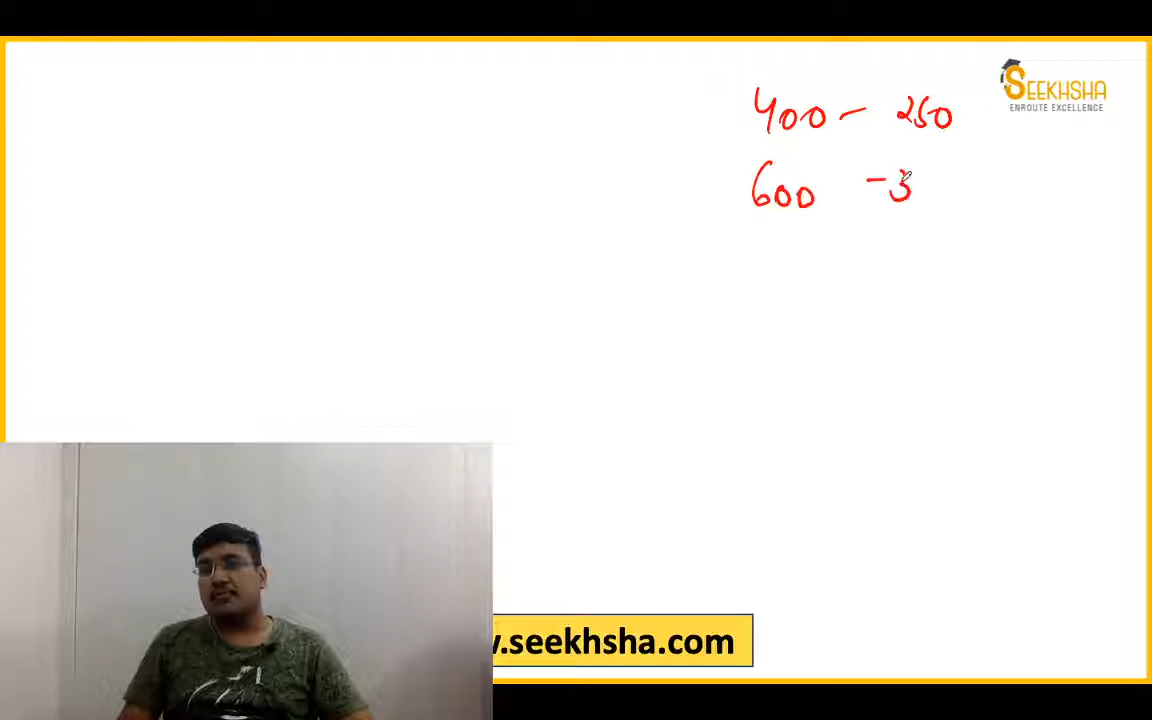 400 - 250
SEEKHSHA
ENROUTE EXCELLENCE
600 - 3
.seekhsha.com